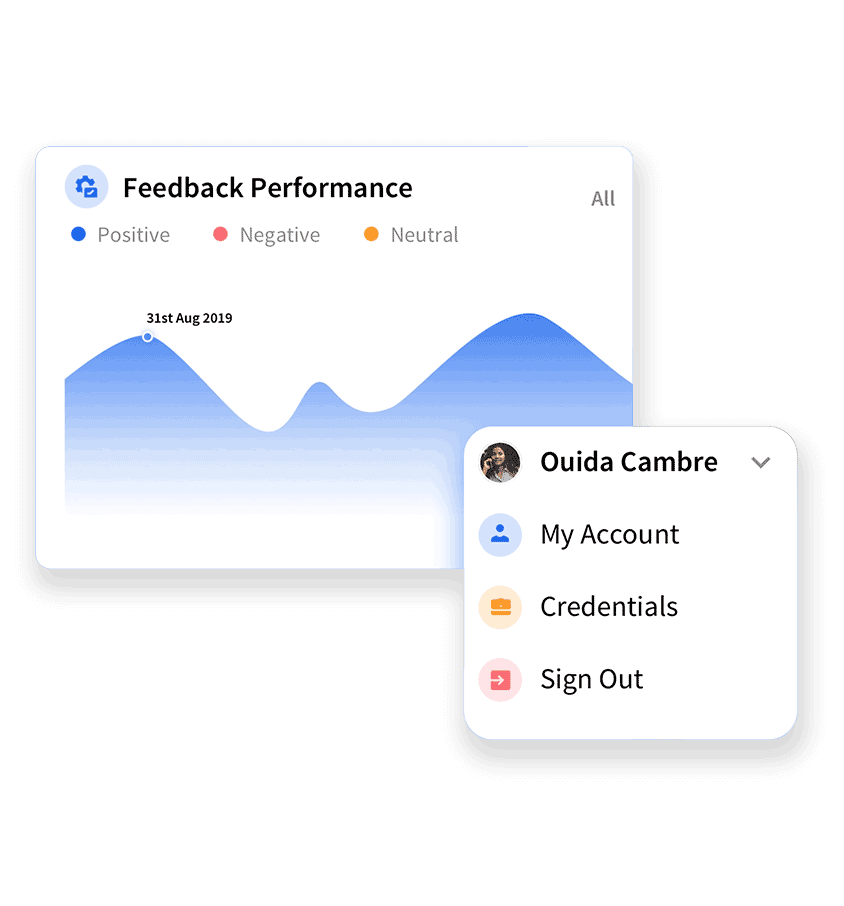 Feedback Performance
All
Positive Negative Neutral
31st Aug 2019
Ouida Cambre
My Account
Credentials
Sign Out